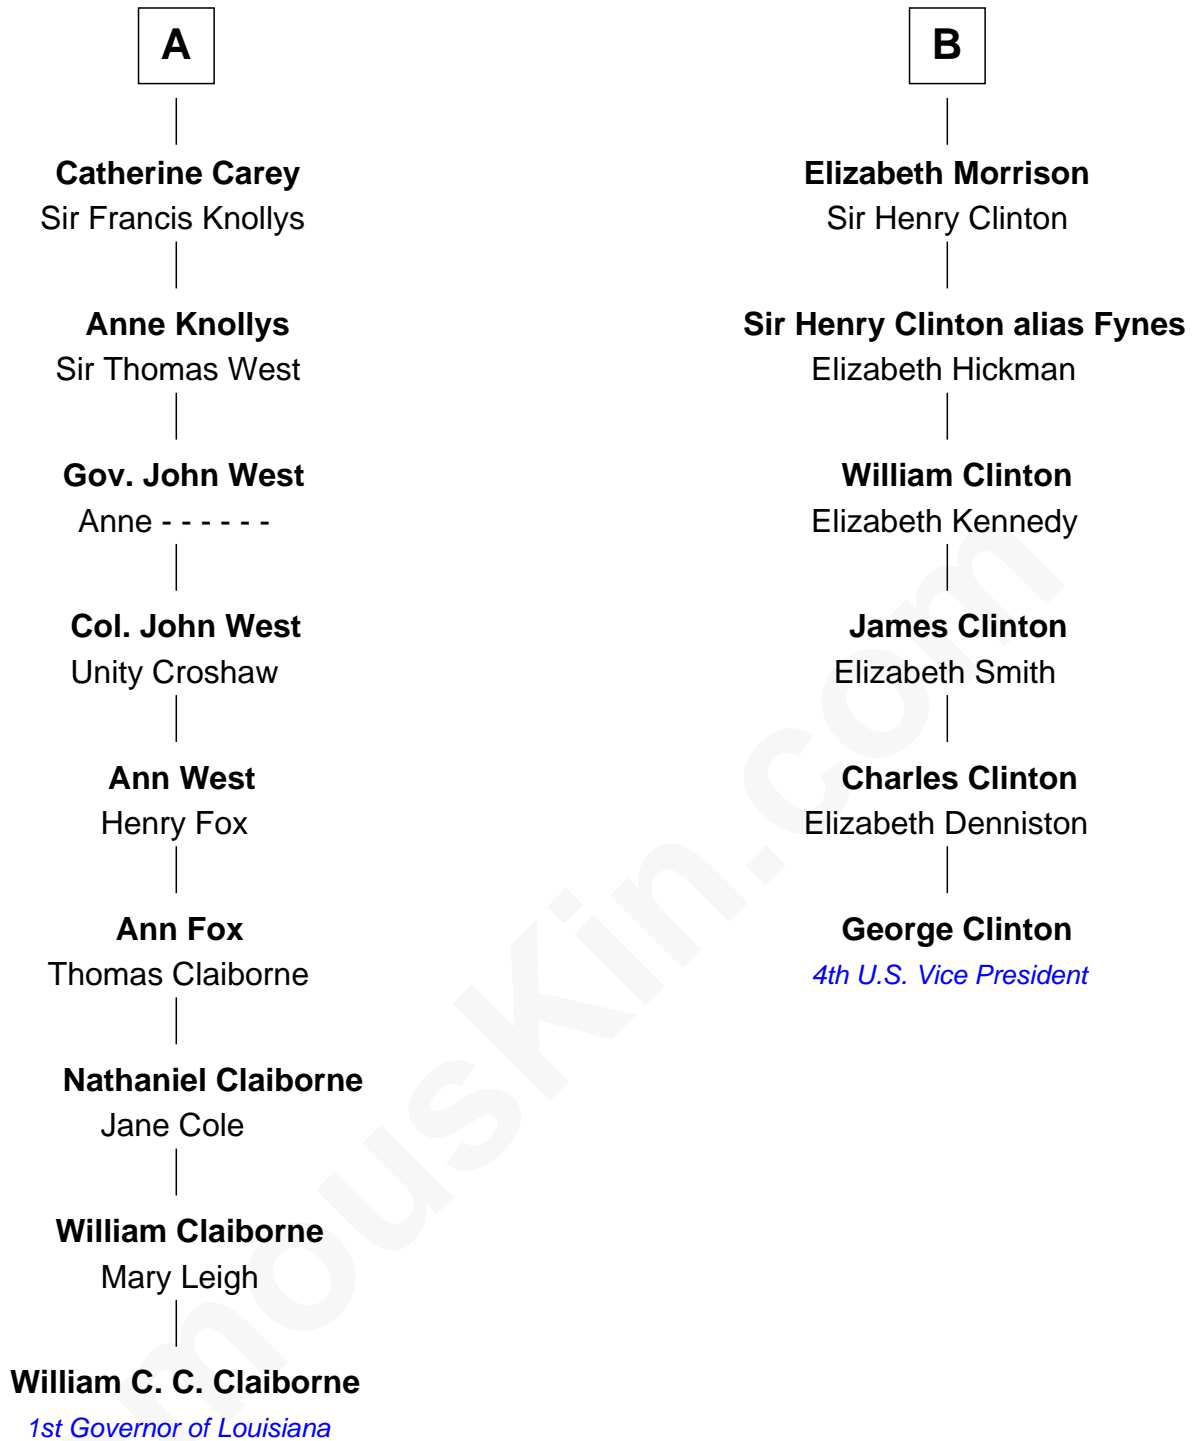 A
Catherine Carey
Sir Francis Knollys
Anne Knollys
Sir Thomas West
Gov. John West
Anne - - - - - -
Col. John West
Unity Croshaw
Ann West
Henry Fox
Ann Fox
Thomas Claiborne
Nathaniel Claiborne
Jane Cole
William Claiborne
Mary Leigh
William C. C. Claiborne
1st Governor of Louisiana
B
Elizabeth Morrison
Sir Henry Clinton
Sir Henry Clinton alias Fynes
Elizabeth Hickman
William Clinton
Elizabeth Kennedy
James Clinton
Elizabeth Smith
Charles Clinton
Elizabeth Denniston
George Clinton
4th U.S. Vice President
mousKin.com